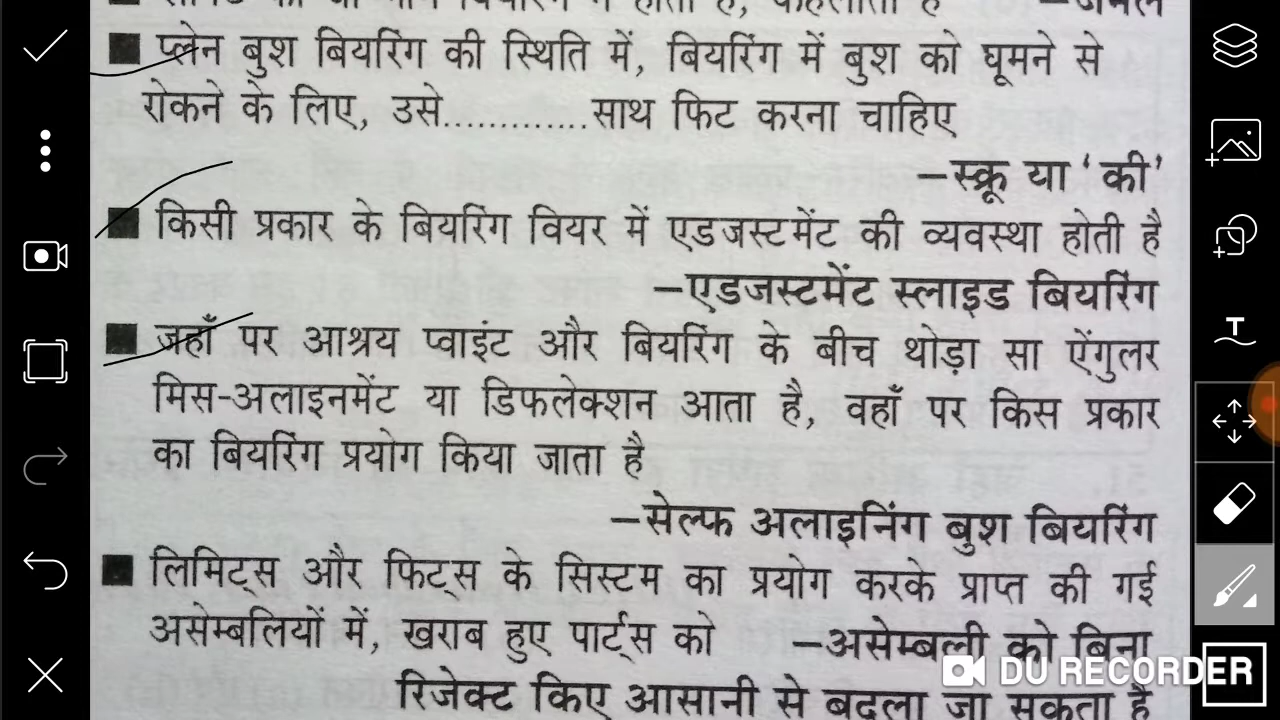 ■ प्लेन बुश बियरिंग की स्थिति में, बियरिंग में बुश को घूमने से
रोकने के लिए, उसे.............साथ फिट करना चाहिए
–स्क्रू या ‘की’
■ किसी प्रकार के बियरिंग वियर में एडजस्टमेंट की व्यवस्था होती है
–एडजस्टमेंट स्लाइड बियरिंग
■ जहाँ पर आश्रय प्वाइंट और बियरिंग के बीच थोड़ा सा ऐंगुलर
मिस-अलाइनमेंट या डिफलेक्शन आता है, वहाँ पर किस प्रकार
का बियरिंग प्रयोग किया जाता है
–सेल्फ अलाइनिंग बुश बियरिंग
■ लिमिट्स और फिट्स के सिस्टम का प्रयोग करके प्राप्त की गई
असेम्बलियों में, खराब हुए पार्ट्स को –असेम्बली को बिना
रिजेक्ट किए आसानी से बदला जा सकता है
DU RECORDER
T